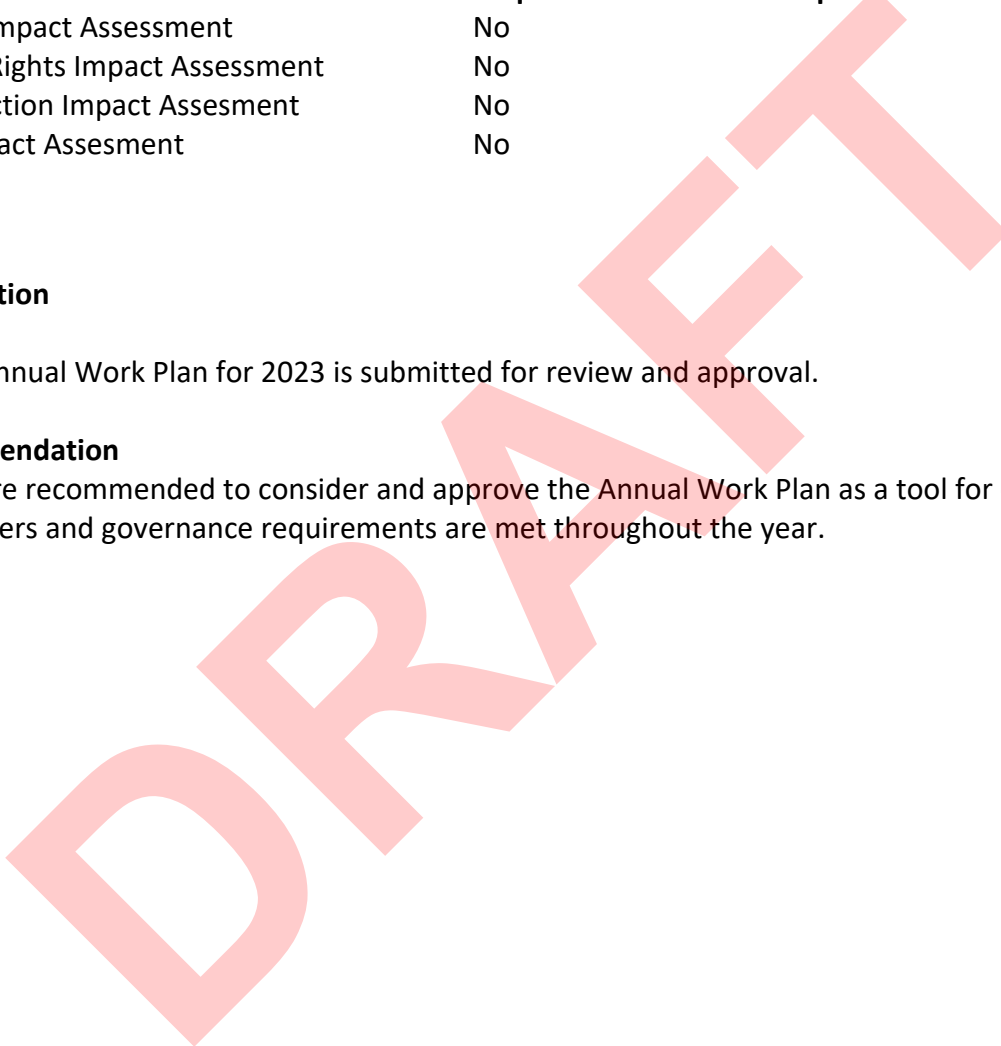 mpact Assessment No
Rights Impact Assessment No
ction Impact Assesment No
act Assesment No
tion
nnual Work Plan for 2023 is submitted for review and approval.
endation
re recommended to consider and approve the Annual Work Plan as a tool for
ers and governance requirements are met throughout the year.
DRAFT